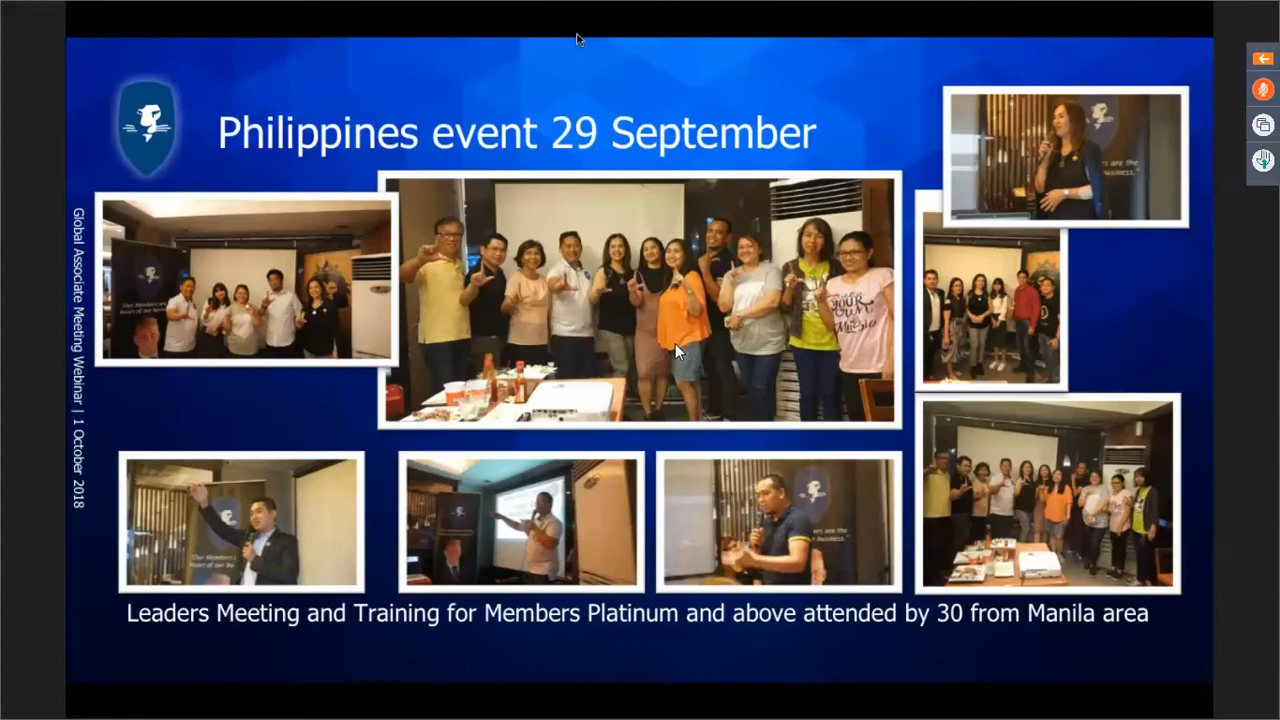 Philippines event 29 September
Global Associate Meeting Webinar | 1 October 2018
Leaders Meeting and Training for Members Platinum and above attended by 30 from Manila area